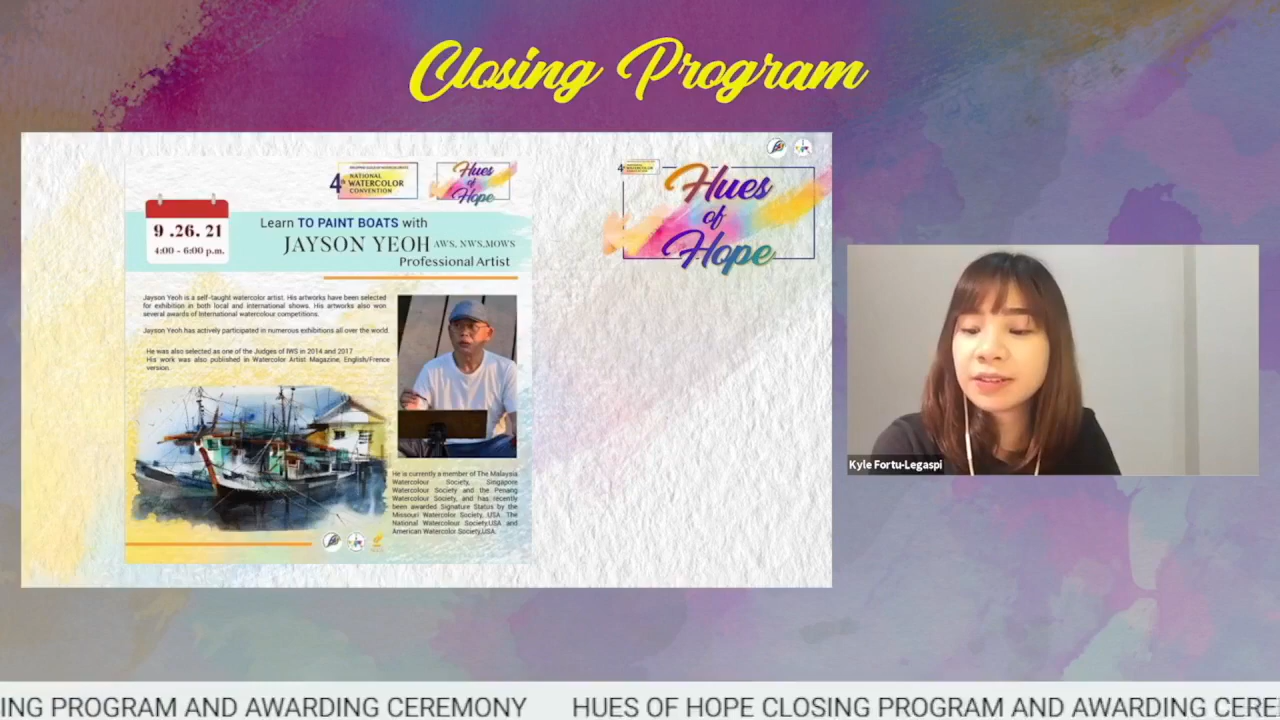 Closing Program
4th NATIONAL
WATERCOLOR
CONVENTION
Hues
of
Hope
9 .26. 21
4:00 - 6:00 p.m.
Learn TO PAINT BOATS with
JAYSON YEOH AWS, NWS,MOWS
Professional Artist
Jayson Yeoh is a self-taught watercolor artist. His artworks have been selected
for exhibition in both local and international shows. His artworks also won
several awards of International watercolour competitions.
Jayson Yeoh has actively participated in numerous exhibitions all over the world.
He was also selected as one of the Judges of IWS in 2014 and 2017
His work was also published in Watercolor Artist Magazine, English/Frence
version.
He is currently a member of The Malaysia
Watercolour Society, Singapore
Watercolour Society and the Penang
Watercolour Society, and has recently
been awarded Signature Status by the
Missouri Watercolor Society, USA. The
National Watercolour Society,USA and
American Watercolor Society,USA.
Hues
of
Hope
Kyle Fortu-Legaspi
ING PROGRAM AND AWARDING CEREMONY HUES OF HOPE CLOSING PROGRAM AND AWARDING CERE